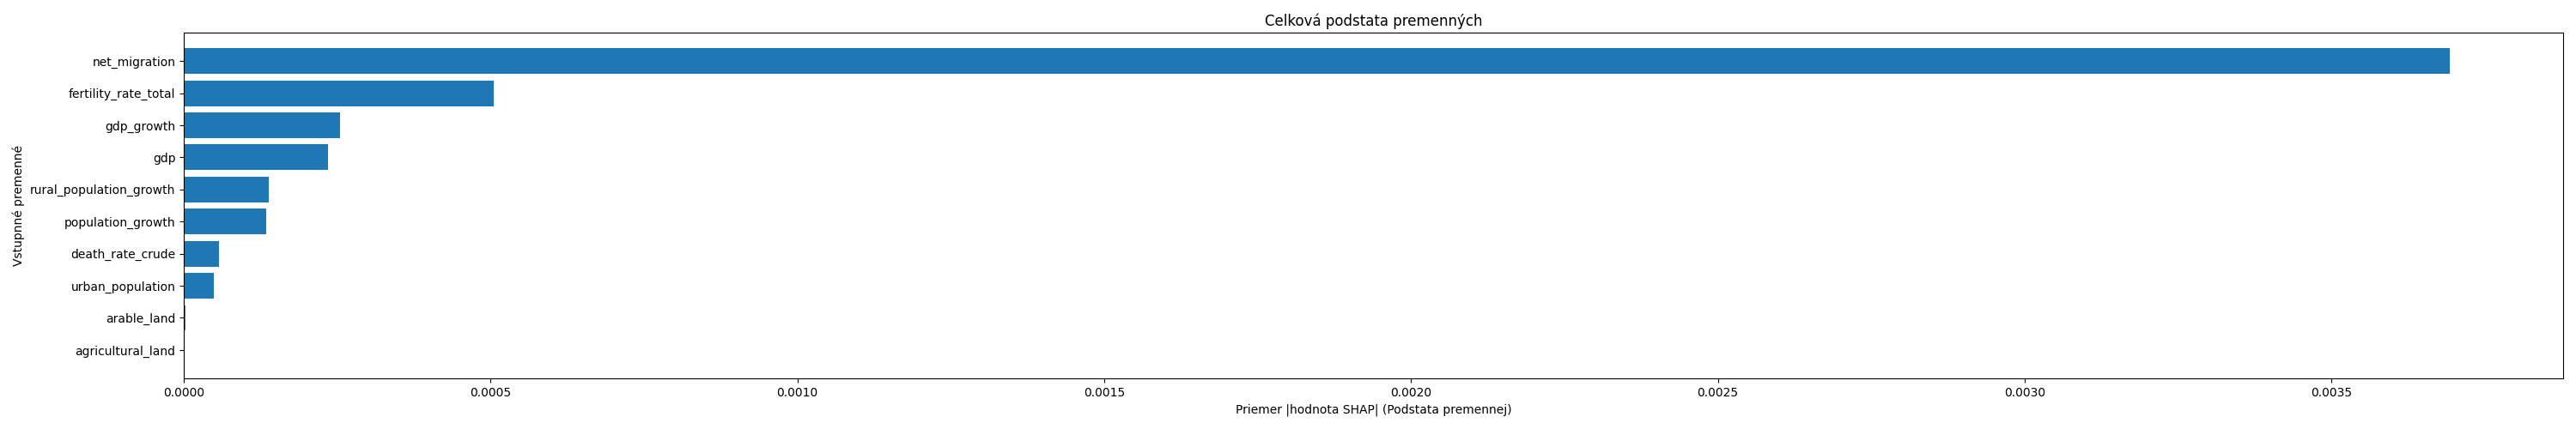 Celková podstata premenných
Vstupnné premenné
net_migration
fertility_rate_total
gdp_growth
gdp
rural_population_growth
population_growth
death_rate_crude
urban_population
arable_land
agricultural_land
0.0000 0.0005 0.0010 0.0015 0.0020 0.0025 0.0030 0.0035
Priemer |hodnota SHAP| (Podstata premennej)